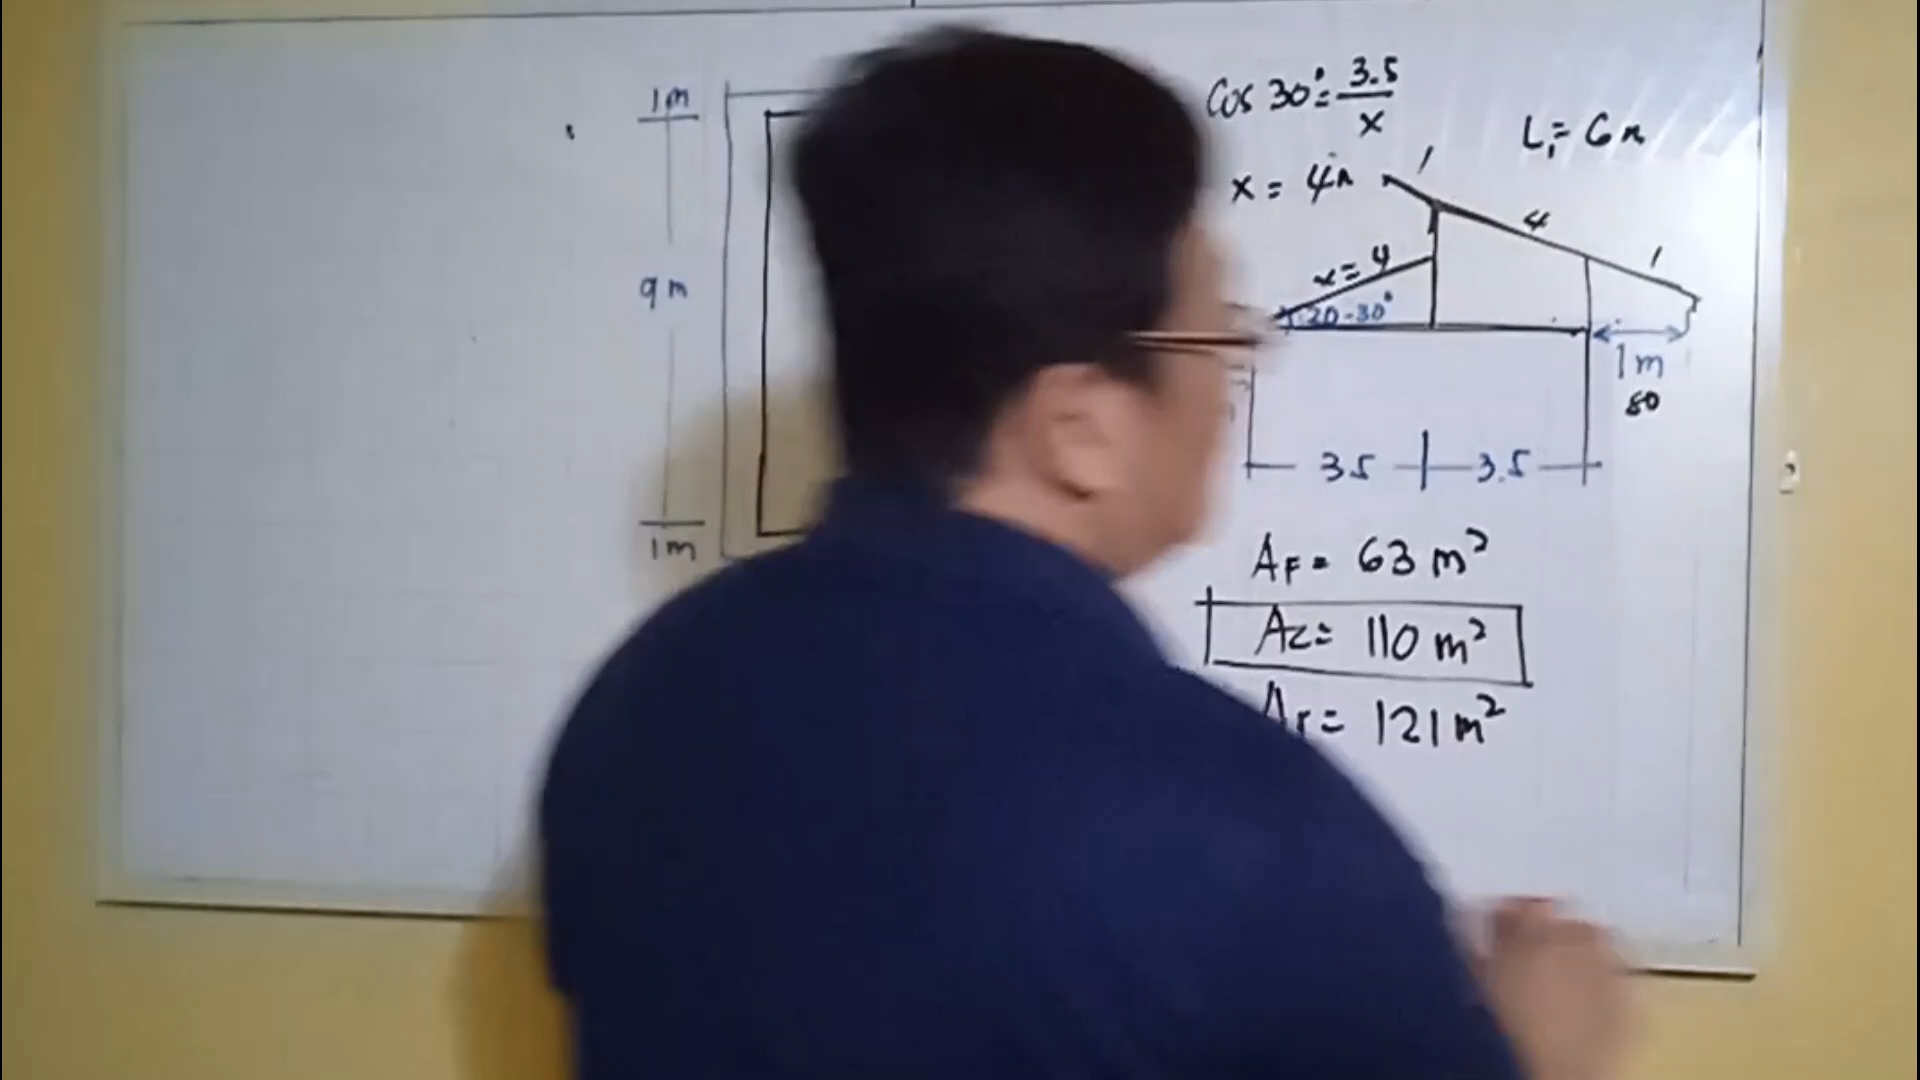 1m
9m
1m
Cos 30° = 3.5/x
x = 4m
L₁ = 6m
1
4
1
x = 4
20-30°
1m
80
3.5
3.5
AF = 63 m²
Ac = 110 m²
Ar = 121 m²